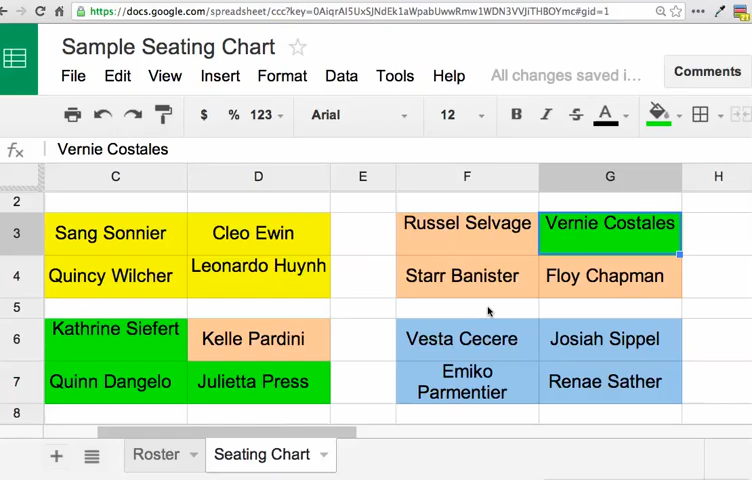 https://docs.google.com/spreadsheet/ccc?key=0AiqrAI5UxSJNdEk1aWpabUwwRmw1WDN3VVJiTHBOYmc#gid=1
Sample Seating Chart
File Edit View Insert Format Data Tools Help All changes saved i... Comments
$ % 123 Arial 12 B I S A
fx Vernie Costales
C D E F G H
2
3 Sang Sonnier Cleo Ewin Russel Selvage Vernie Costales
4 Quincy Wilcher Leonardo Huynh Starr Banister Floy Chapman
5
6 Kathrine Siefert Kelle Pardini Vesta Cecere Josiah Sippel
7 Quinn Dangelo Julietta Press Emiko Parmentier Renae Sather
8
+ Roster Seating Chart